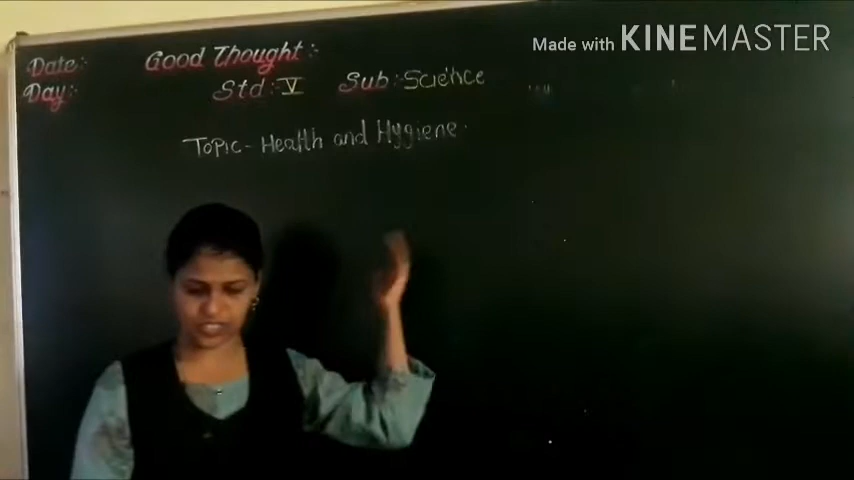 Made with KINEMASTER
Date:- Good Thought:-
Day:- Std:- V Sub:- Science
Topic- Health and Hygiene.